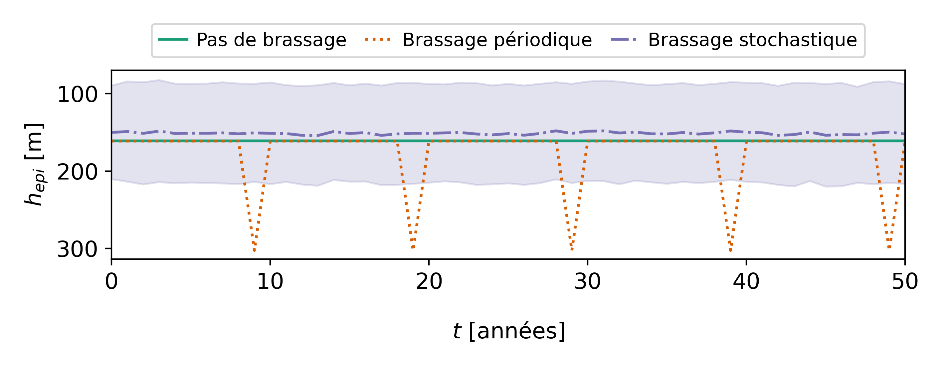 Pas de brassage Brassage périodique Brassage stochastique
100
200
300
h_epi [m]
0 10 20 30 40 50
t [années]